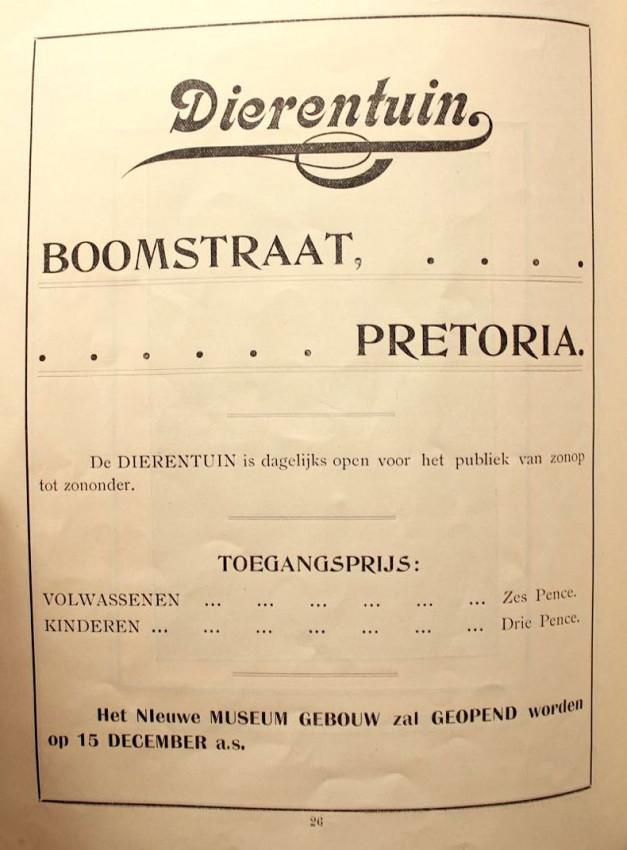 Dierentuin.
BOOMSTRAAT, . . . .
. . . . . . PRETORIA.
De DIERENTUIN is dagelijks open voor het publiek van zonop
tot zononder.
TOEGANGSPRIJS:
VOLWASSENEN ... ... ... ... ... ... Zes Pence.
KINDEREN ... ... ... ... ... ... ... Drie Pence.
Het NIeuwe MUSEUM GEBOUW zal GEOPEND worden
op 15 DECEMBER a.s.
26